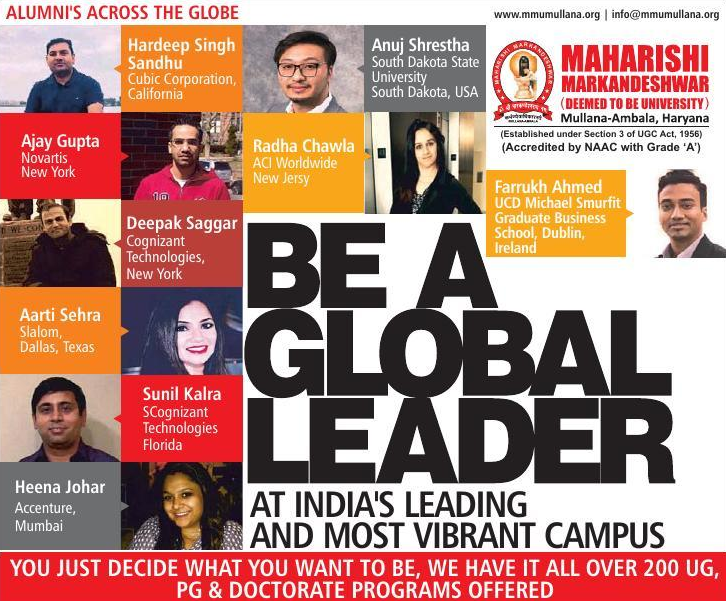 ALUMNI'S ACROSS THE GLOBE
www.mmumullana.org | info@mmumullana.org
Hardeep Singh
Sandhu
Cubic Corporation,
California
Anuj Shrestha
South Dakota State
University
South Dakota, USA
MAHARISHI
MARKANDESHWAR
(DEEMED TO BE UNIVERSITY)
Mullana-Ambala, Haryana
(Established under Section 3 of UGC Act, 1956)
(Accredited by NAAC with Grade ‘A’)
MAHARISHI MARKANDESHWAR
MULLANA-AMBALA
Ajay Gupta
Novartis
New York
Radha Chawla
ACI Worldwide
New Jersy
Farrukh Ahmed
UCD Michael Smurfit
Graduate Business
School, Dublin,
Ireland
Deepak Saggar
Cognizant
Technologies,
New York
Aarti Sehra
Slalom,
Dallas, Texas
Sunil Kalra
SCognizant
Technologies
Florida
Heena Johar
Accenture,
Mumbai
BE A
GLOBAL
LEADER
AT INDIA'S LEADING
AND MOST VIBRANT CAMPUS
YOU JUST DECIDE WHAT YOU WANT TO BE, WE HAVE IT ALL OVER 200 UG,
PG & DOCTORATE PROGRAMS OFFERED